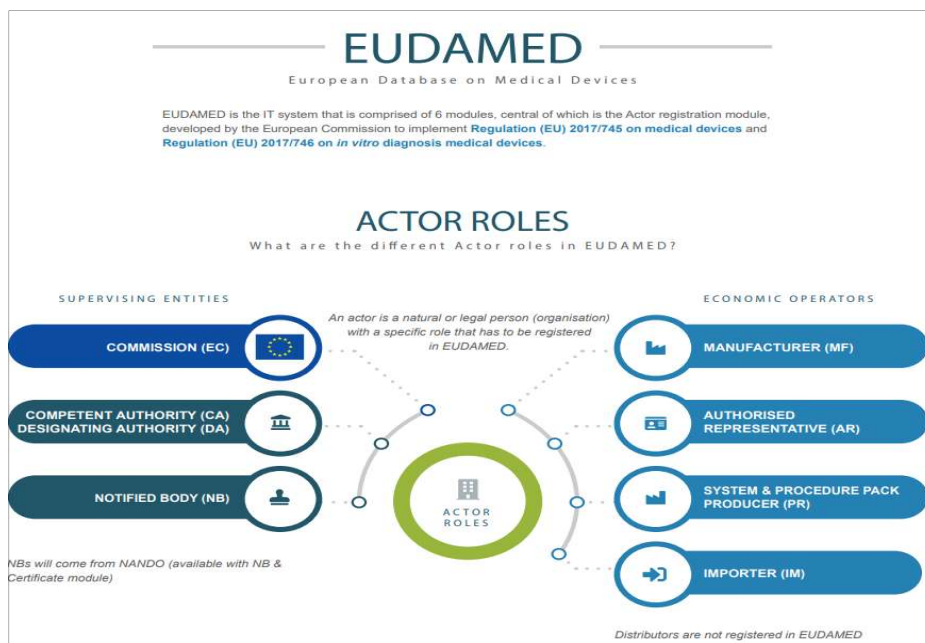 EUDAMED
European Database on Medical Devices
EUDAMED is the IT system that is comprised of 6 modules, central of which is the Actor registration module,
developed by the European Commission to implement Regulation (EU) 2017/745 on medical devices and
Regulation (EU) 2017/746 on in vitro diagnosis medical devices.
ACTOR ROLES
What are the different Actor roles in EUDAMED?
SUPERVISING ENTITIES
COMMISSION (EC)
COMPETENT AUTHORITY (CA)
DESIGNATING AUTHORITY (DA)
NOTIFIED BODY (NB)
NBs will come from NANDO (available with NB &
Certificate module)
An actor is a natural or legal person (organisation)
with a specific role that has to be registered
in EUDAMED.
ACTOR
ROLES
ECONOMIC OPERATORS
MANUFACTURER (MF)
AUTHORISED
REPRESENTATIVE (AR)
SYSTEM & PROCEDURE PACK
PRODUCER (PR)
IMPORTER (IM)
Distributors are not registered in EUDAMED